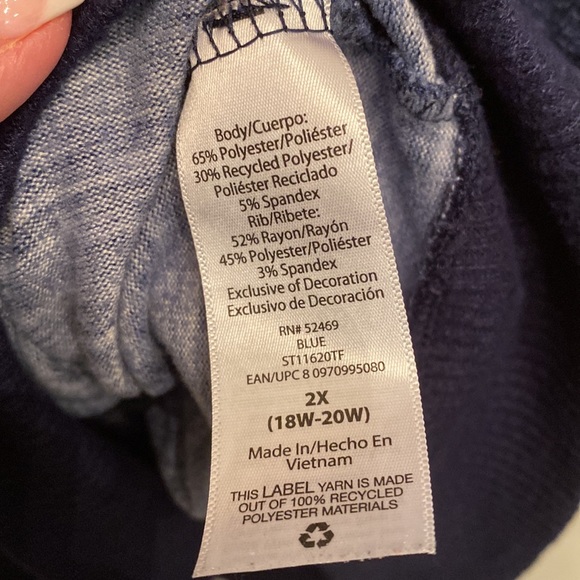 Body/Cuerpo:
65% Polyester/Poliéster
30% Recycled Polyester/
Poliéster Reciclado
5% Spandex
Rib/Ribete:
52% Rayon/Rayón
45% Polyester/Poliéster
3% Spandex
Exclusive of Decoration
Exclusivo de Decoración
RN# 52469
BLUE
ST11620TF
EAN/UPC 8 0970995080
2X
(18W-20W)
Made In/Hecho En
Vietnam
THIS LABEL YARN IS MADE
OUT OF 100% RECYCLED
POLYESTER MATERIALS